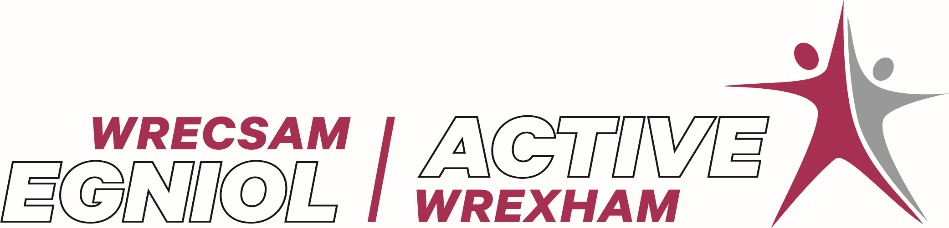 WRECSAM
EGNIOL
ACTIVE
WREXHAM